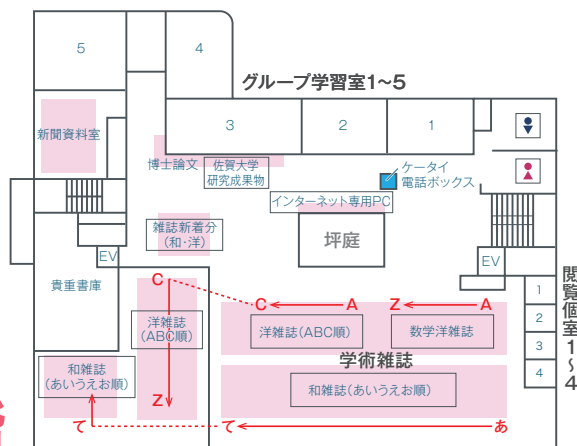 5
4
グループ学習室1~5
3
2
1
新聞資料室
博士論文
佐賀大学
研究成果物
ケータイ
電話ボックス
インターネット専用PC
雑誌新着分
(和・洋)
坪庭
EV
EV
貴重書庫
C
C
A
Z
A
洋雑誌
(ABC順)
洋雑誌(ABC順)
数学洋雑誌
学術雑誌
和雑誌
(あいうえお順)
和雑誌(あいうえお順)
Z
て
て
あ
1
2
3
4
閲覧個室1~4